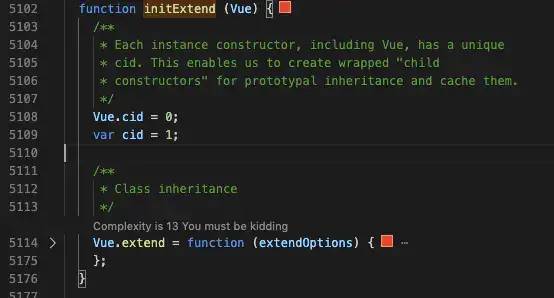 5102 function initExtend (Vue) {
5103 /**
5104 * Each instance constructor, including Vue, has a unique
5105 * cid. This enables us to create wrapped "child
5106 * constructors" for prototypal inheritance and cache them.
5107 */
5108 Vue.cid = 0;
5109 var cid = 1;
5110
5111 /**
5112 * Class inheritance
5113 */
Complexity is 13 You must be kidding
5114 > Vue.extend = function (extendOptions) { ⋯
5175 };
5176 }
5177